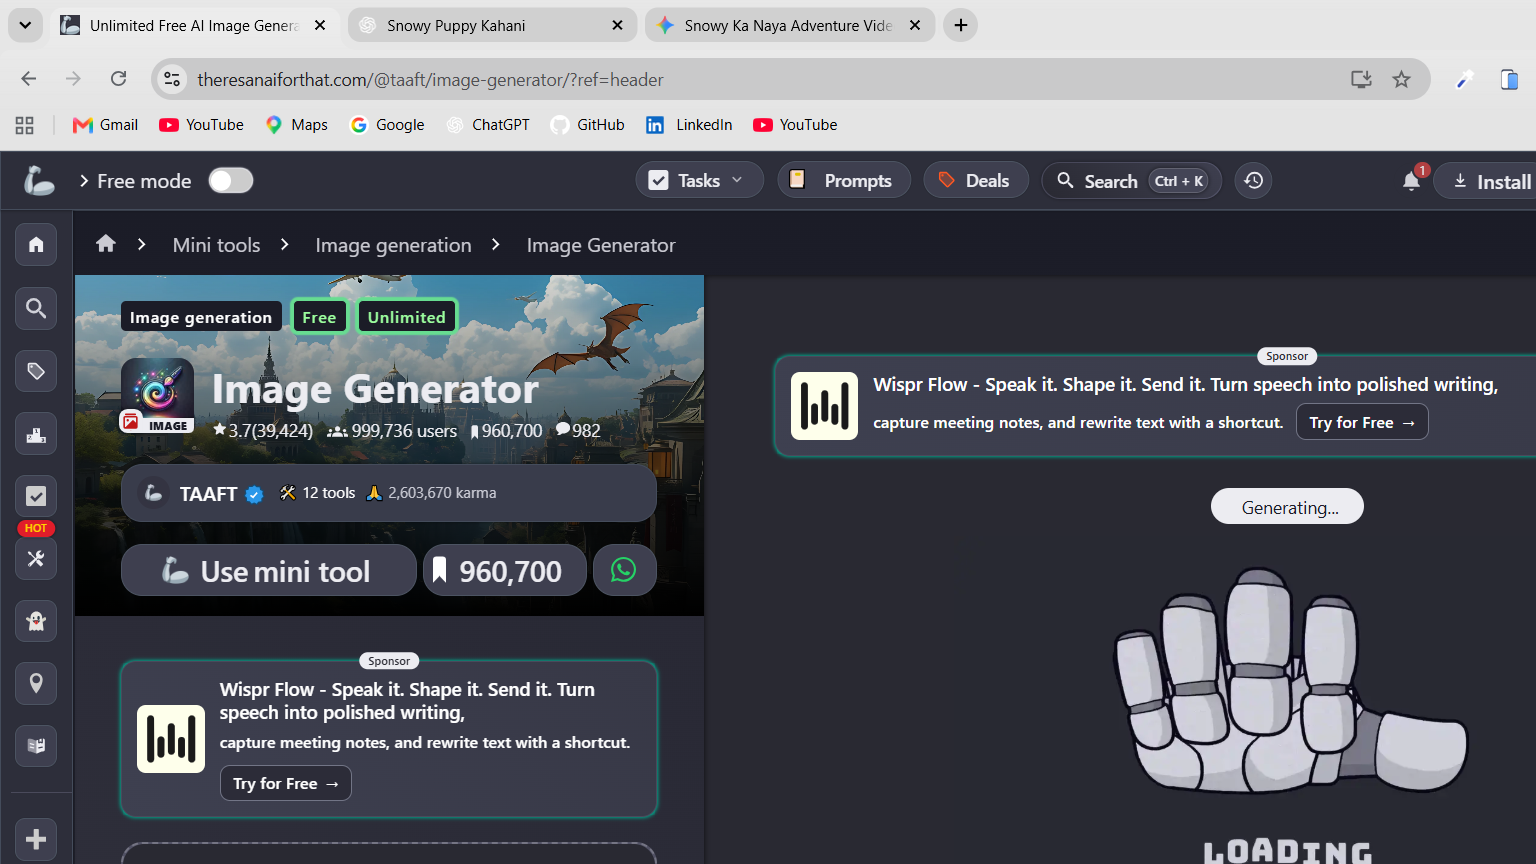 Unlimited Free AI Image Genera
Snowy Puppy Kahani
Snowy Ka Naya Adventure Vide
theresanaiforthat.com/@taaft/image-generator/?ref=header
Gmail
YouTube
Maps
Google
ChatGPT
GitHub
LinkedIn
YouTube
Free mode
Tasks
Prompts
Deals
Search Ctrl + K
1
Install
Mini tools
Image generation
Image Generator
Image generation
Free
Unlimited
IMAGE
Image Generator
3.7(39,424)
999,736 users
960,700
982
TAAFT
12 tools
2,603,670 karma
Use mini tool
960,700
HOT
Sponsor
Wispr Flow - Speak it. Shape it. Send it. Turn
speech into polished writing,
capture meeting notes, and rewrite text with a shortcut.
Try for Free →
Sponsor
Wispr Flow - Speak it. Shape it. Send it. Turn speech into polished writing,
capture meeting notes, and rewrite text with a shortcut. Try for Free →
Generating...
LOADING